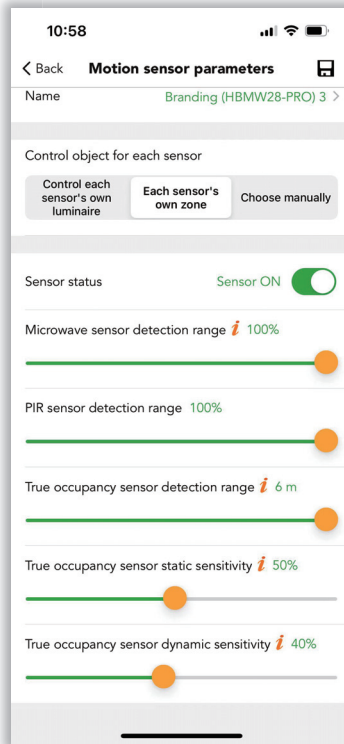 10:58
Back Motion sensor parameters
Name Branding (HBMW28-PRO) 3 >
Control object for each sensor
Control each
sensor's own
luminaire
Each sensor's
own zone
Choose manually
Sensor status Sensor ON
Microwave sensor detection range i 100%
PIR sensor detection range 100%
True occupancy sensor detection range i 6 m
True occupancy sensor static sensitivity i 50%
True occupancy sensor dynamic sensitivity i 40%